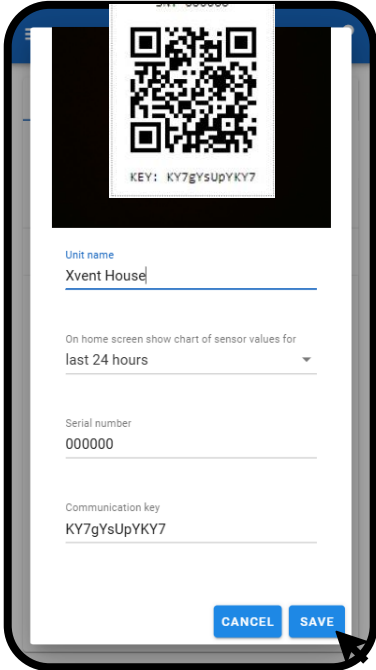 KEY: KY7gYsUpYKY7
Unit name
Xvent House
On home screen show chart of sensor values for
last 24 hours
Serial number
000000
Communication key
KY7gYsUpYKY7
CANCEL SAVE